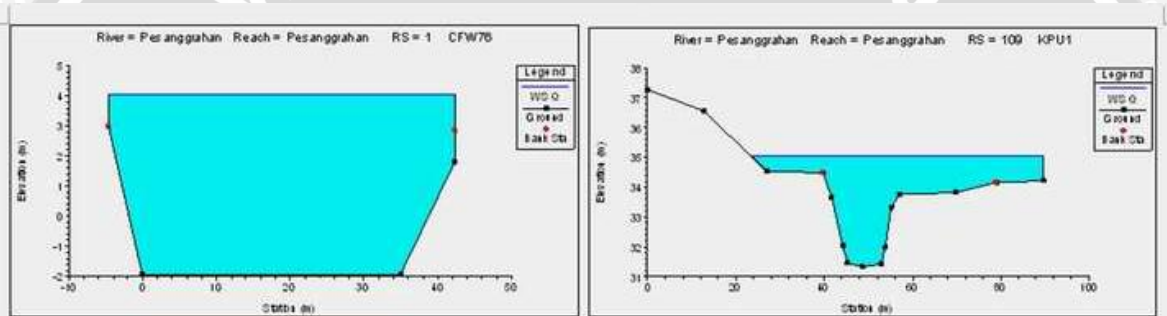 River = Pesanggrahan Reach = Pesanggrahan RS = 1 CFW76
Elevation (m)
5
4
3
2
1
0
-1
-2
-10
0
10
20
30
40
50
Station (m)
Legend
WS Q
Ground
Bank Sta
River = Pesanggrahan Reach = Pesanggrahan RS = 109 KPU1
Elevation (m)
38
37
36
35
34
33
32
31
0
20
40
60
80
100
Station (m)
Legend
WS Q
Ground
Bank Sta